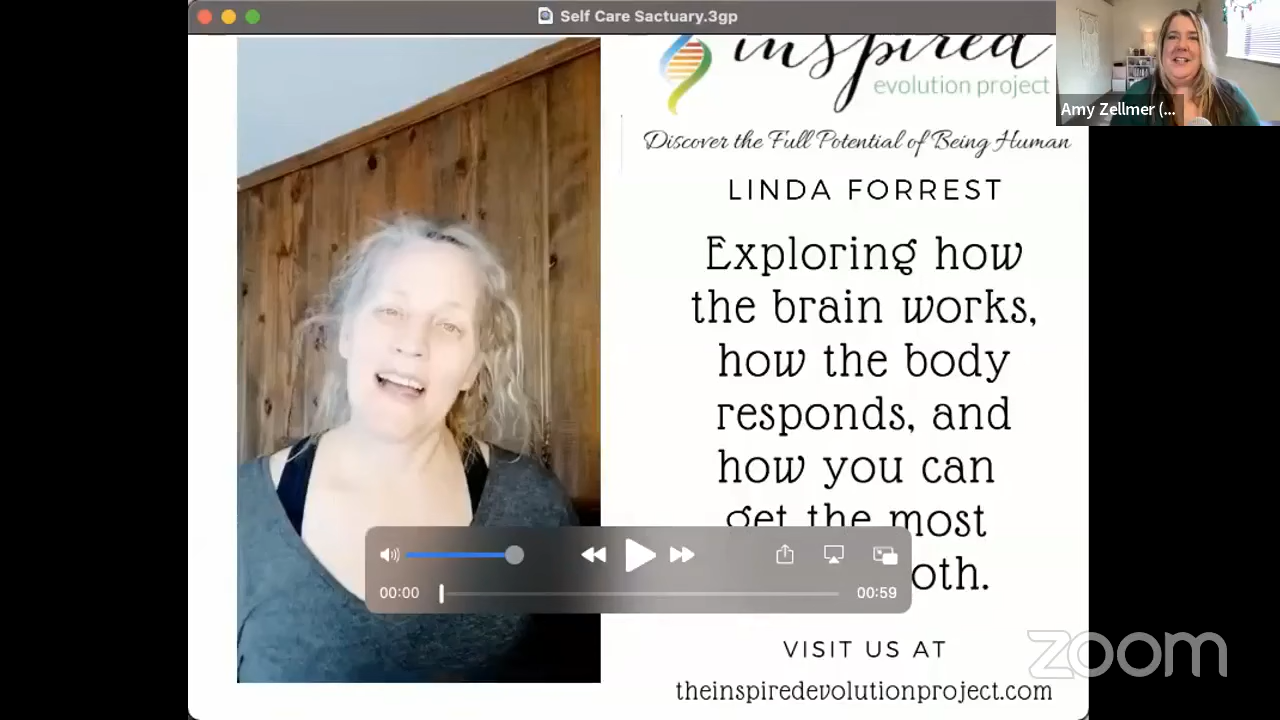 Self Care Sactuary.3gp
inspired
evolution project
Amy Zellmer (...
Discover the Full Potential of Being Human
LINDA FORREST
Exploring how
the brain works,
how the body
responds, and
how you can
get the most
oth.
00:00
00:59
VISIT US AT
theinspiredevolutionproject.com
zoom